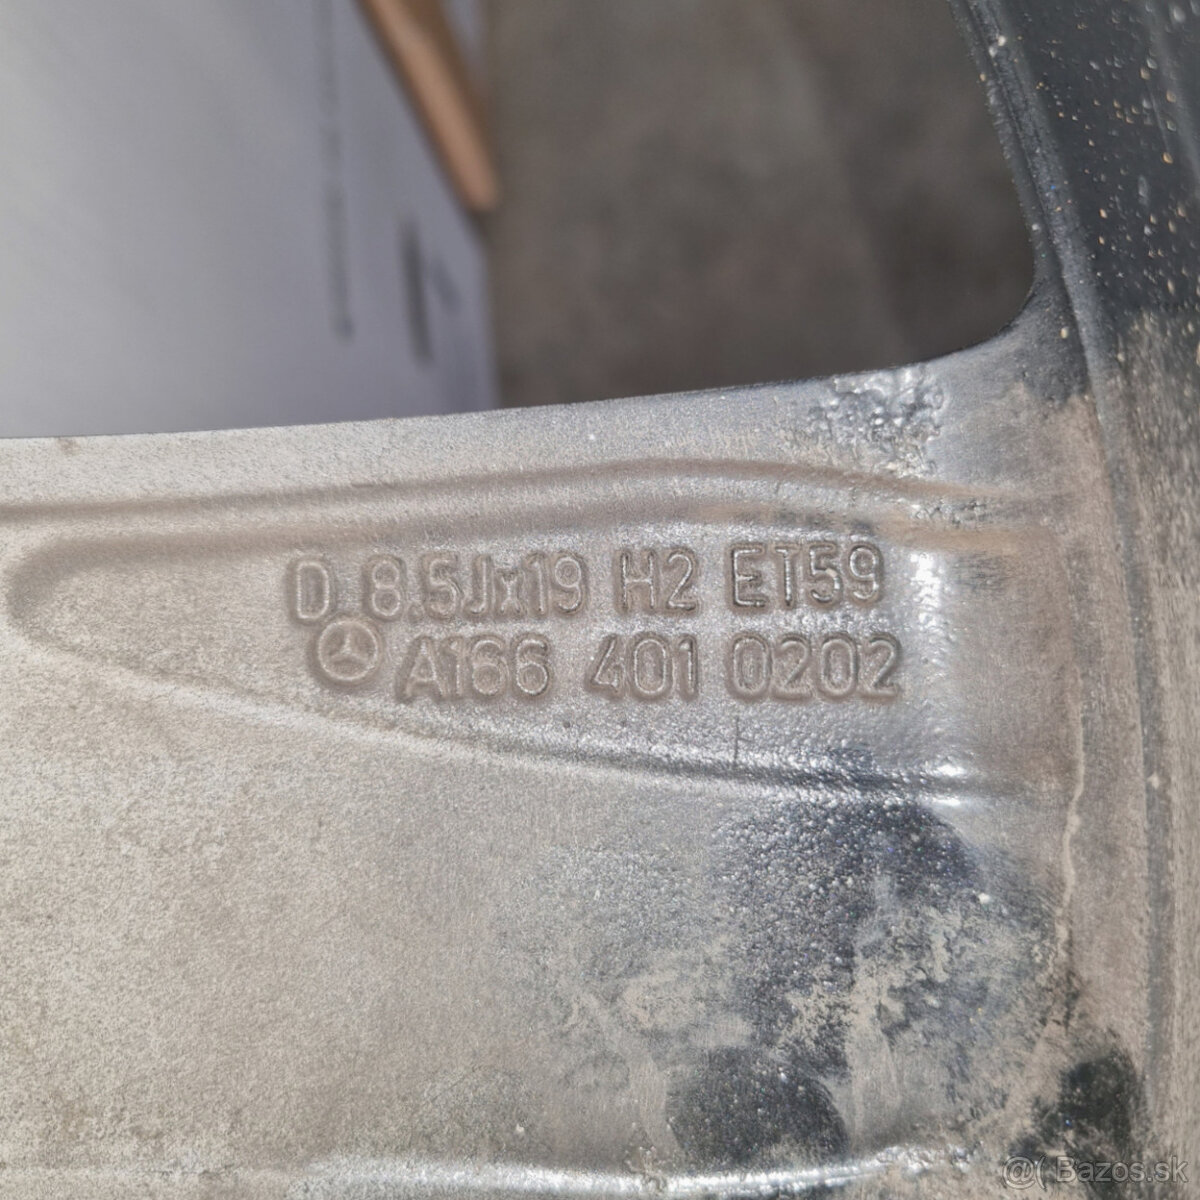 D 8.5Jx19 H2 ET59
A166 401 0202
@( Bazos.sk